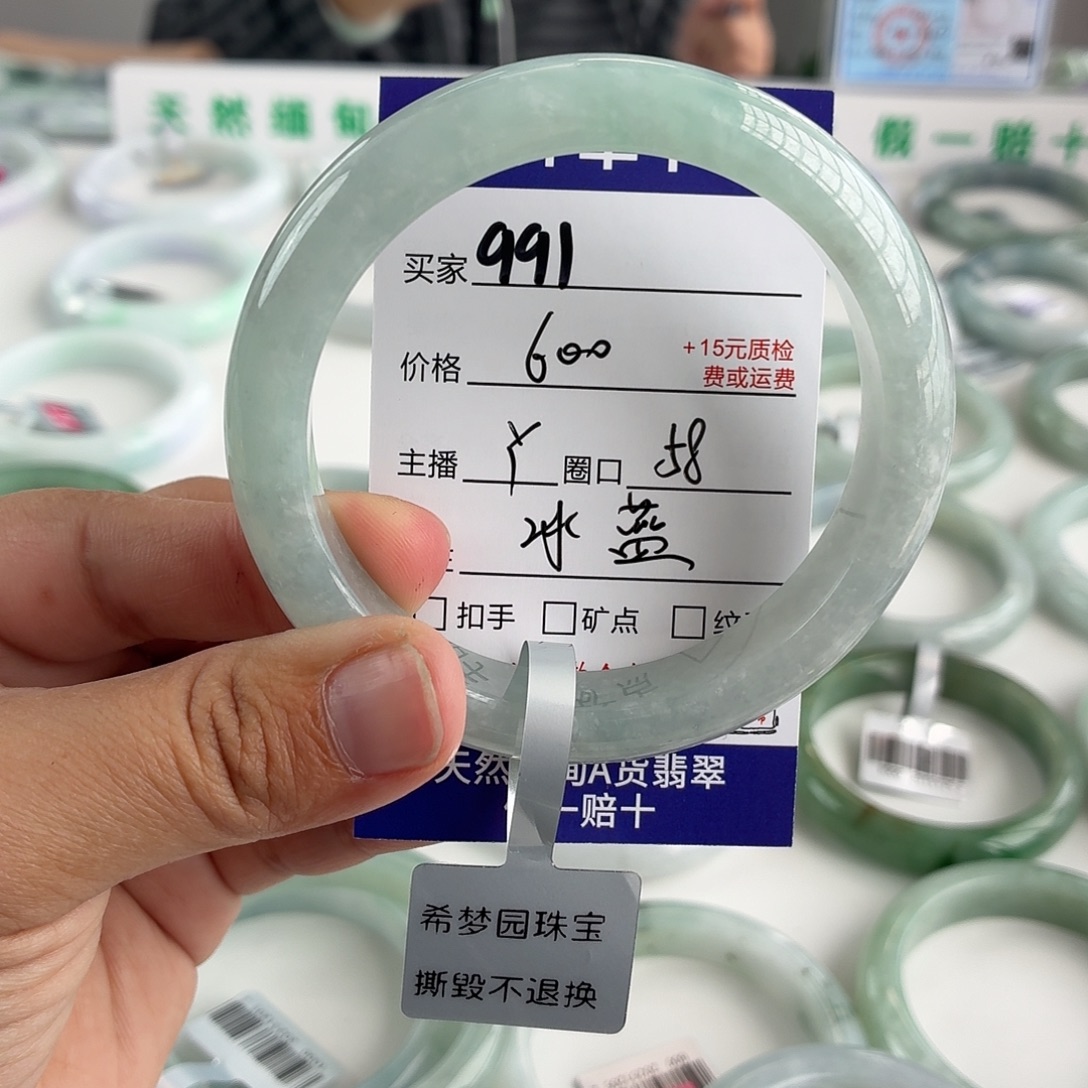 天然缅甸
假一赔十
买家 991
价格 600
+15元质检
费或运费
主播 圈口 58
冰蓝
□扣手 □矿点 □纹
天然 甸A货翡翠
一赔十
希梦园珠宝
撕毁不退换